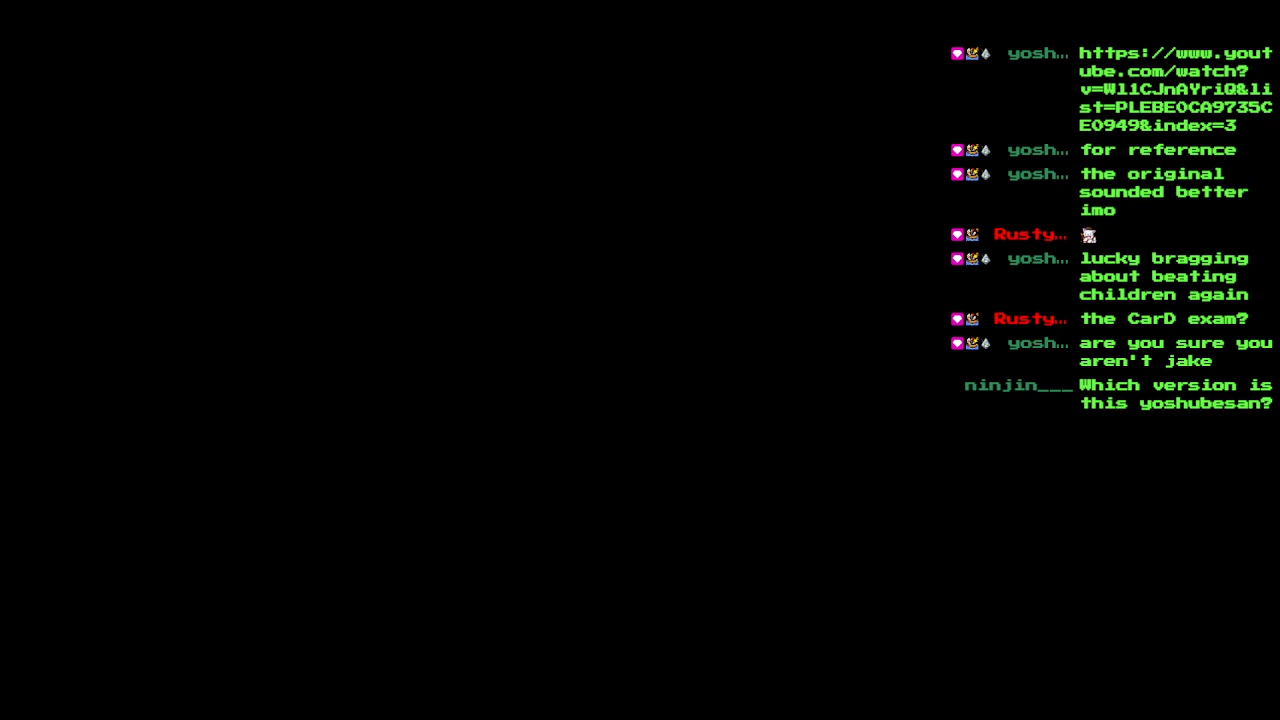 yosh… https://www.yout
ube.com/watch?
v=Wl1CJnAYriQ&li
st=PLEBE0CA9735C
E0949&index=3
yosh… for reference
yosh… the original
sounded better
imo
Rusty…
yosh… lucky bragging
about beating
children again
Rusty… the CarD exam?
yosh… are you sure you
aren't jake
ninjin___ Which version is
this yoshubesan?